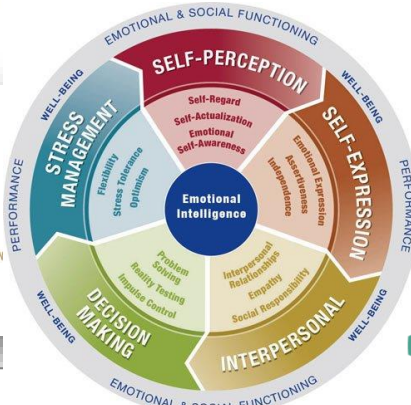 EMOTIONAL & SOCIAL FUNCTIONING
WELL-BEING
WELL-BEING
SELF-PERCEPTION
Self-Regard
Self-Actualization
Emotional
Self-Awareness
STRESS
MANAGEMENT
Flexibility
Stress Tolerance
Optimism
SELF-EXPRESSION
Emotional Expression
Assertiveness
Independence
PERFORMANCE
PERFORMANCE
Emotional
Intelligence
Problem
Solving
Reality Testing
Impulse Control
DECISION
MAKING
Interpersonal
Relationships
Empathy
Social Responsibility
INTERPERSONAL
WELL-BEING
WELL-BEING
EMOTIONAL & SOCIAL FUNCTIONING